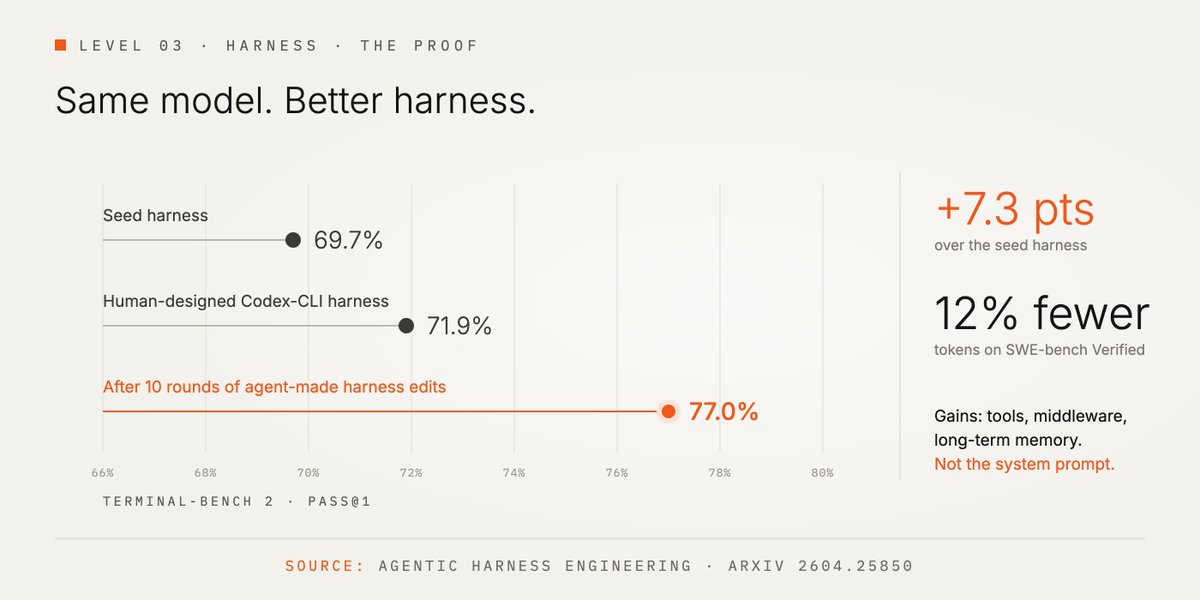 LEVEL 03 · HARNESS · THE PROOF
Same model. Better harness.
Seed harness
69.7%
Human-designed Codex-CLI harness
71.9%
After 10 rounds of agent-made harness edits
77.0%
66% 68% 70% 72% 74% 76% 78% 80%
TERMINAL-BENCH 2 · PASS@1
+7.3 pts
over the seed harness
12% fewer
tokens on SWE-bench Verified
Gains: tools, middleware,
long-term memory.
Not the system prompt.
SOURCE: AGENTIC HARNESS ENGINEERING · ARXIV 2604.25850